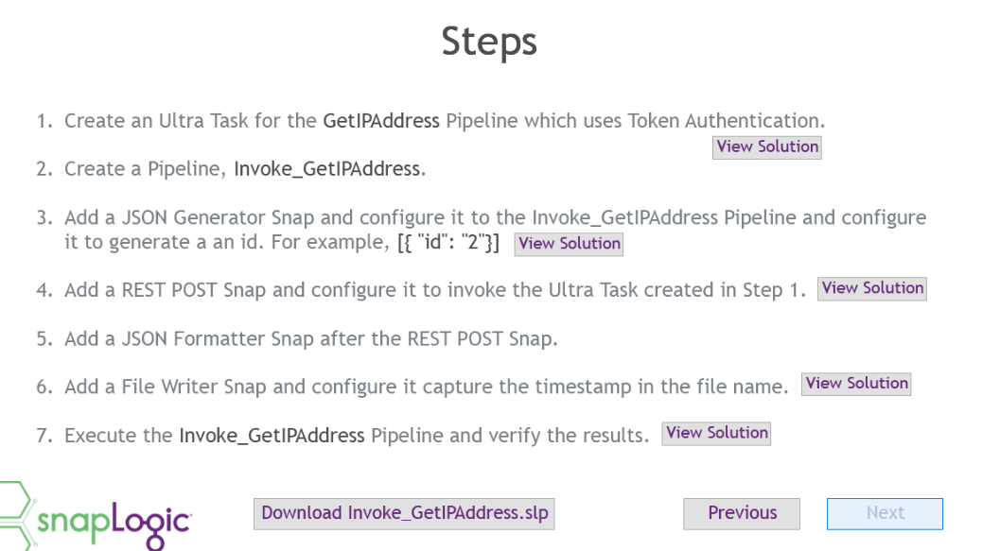 Steps
1. Create an Ultra Task for the GetIPAddress Pipeline which uses Token Authentication.
View Solution
2. Create a Pipeline, Invoke_GetIPAddress.
3. Add a JSON Generator Snap and configure it to the Invoke_GetIPAddress Pipeline and configure
it to generate a an id. For example, [{ "id": "2"}] View Solution
4. Add a REST POST Snap and configure it to invoke the Ultra Task created in Step 1. View Solution
5. Add a JSON Formatter Snap after the REST POST Snap.
6. Add a File Writer Snap and configure it capture the timestamp in the file name. View Solution
7. Execute the Invoke_GetIPAddress Pipeline and verify the results. View Solution
snapLogic Download Invoke_GetIPAddress.slp Previous Next